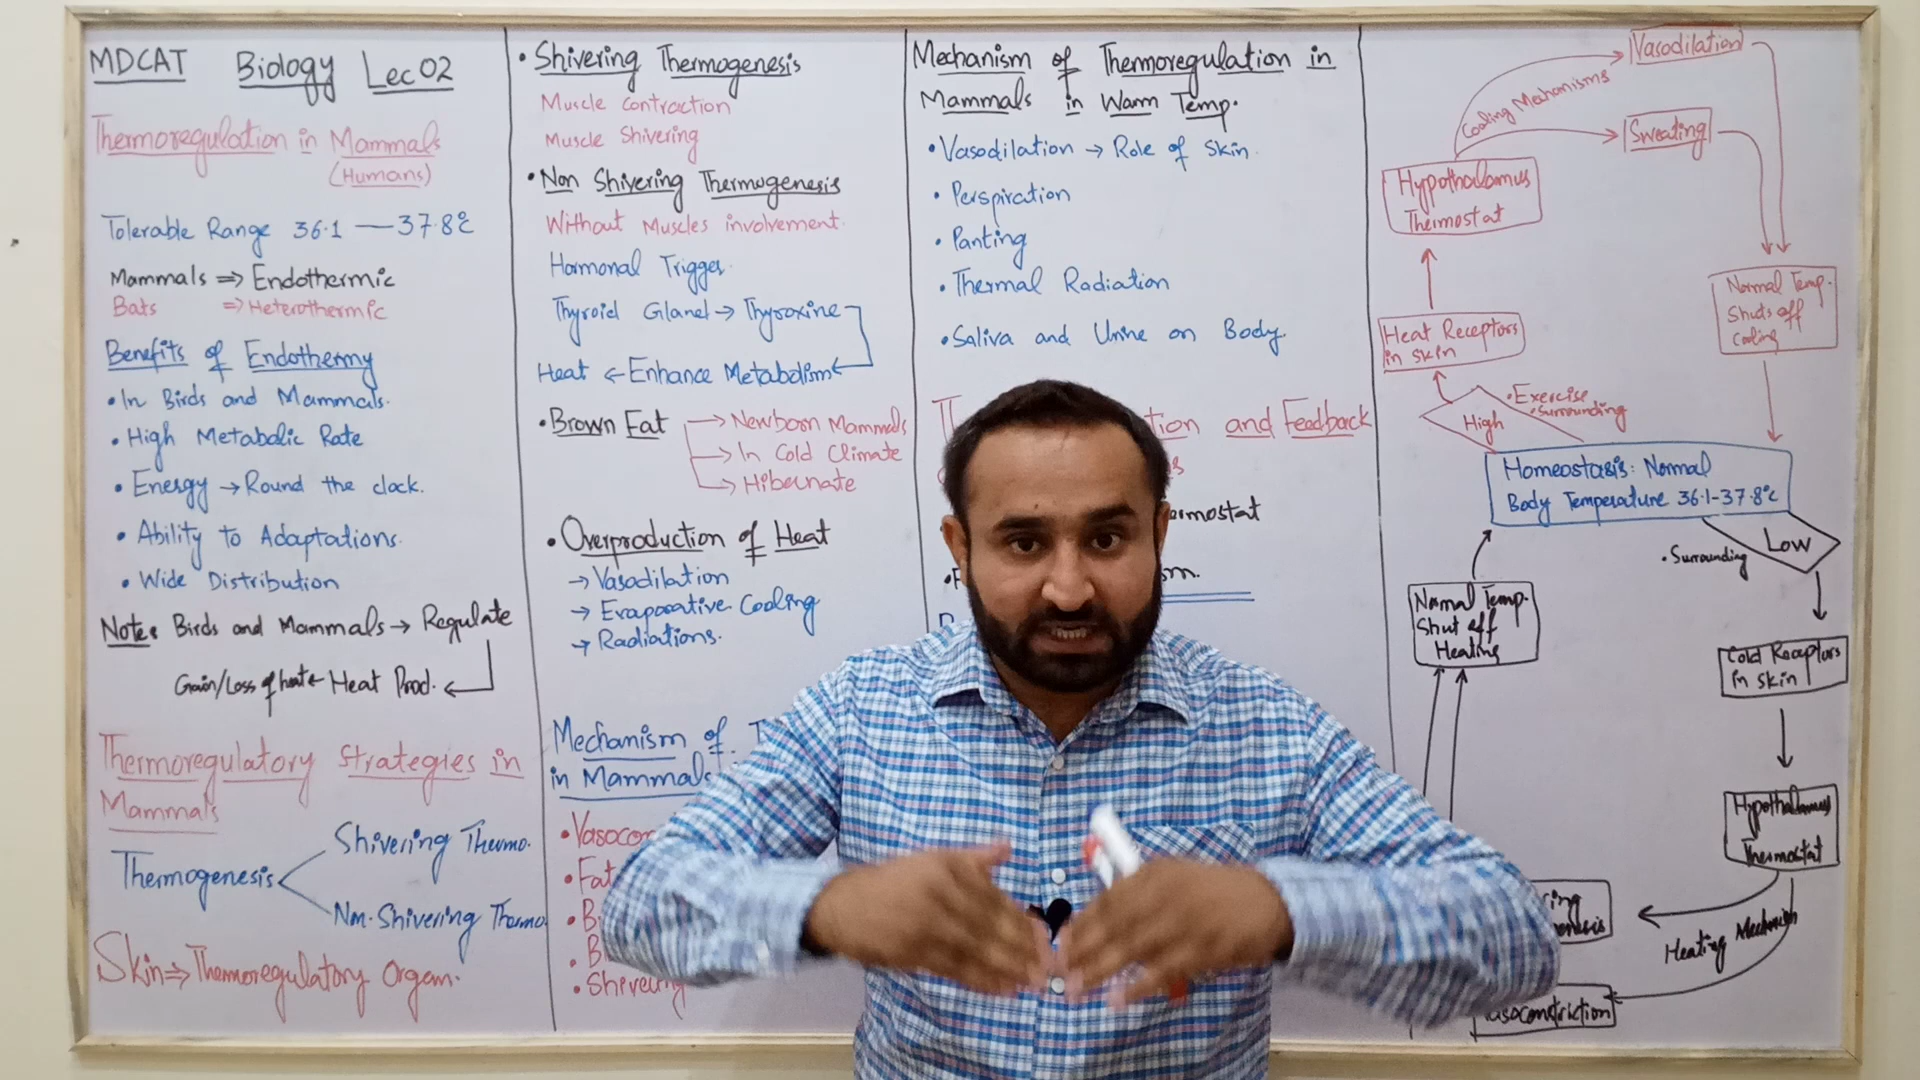 MDCAT Biology Lec 02
Thermoregulation in Mammals
(Humans)
Tolerable Range 36.1 — 37.8°c
Mammals ⇒ Endothermic
Bats ⇒ Heterothermic
Benefits of Endothermy
• In Birds and Mammals.
• High Metabolic Rate
• Energy → Round the clock.
• Ability to Adaptations.
• Wide Distribution
Note: Birds and Mammals → Regulate
Gain/Loss of heat ← Heat Prod. ←
Thermoregulatory Strategies in
Mammals
Thermogenesis
Shivering Thermo.
Non-Shivering Thermo.
Skin ⇒ Thermoregulatory Organ.
• Shivering Thermogenesis
Muscle contraction
Muscle Shivering
• Non Shivering Thermogenesis
Without Muscles involvement.
Hormonal Trigger.
Thyroid Gland → Thyroxine
Heat ← Enhance Metabolism ←
• Brown Fat
→ Newborn Mammals
→ In Cold Climate
→ Hibernate
• Overproduction of Heat
→ Vasodilation
→ Evaporative Cooling
→ Radiations.
Mechanism of
in Mammals
• Fat
• Shivering
Mechanism of Thermoregulation in
Mammals in Warm Temp.
• Vasodilation → Role of Skin.
• Perspiration
• Panting
• Thermal Radiation
• Saliva and Urine on Body.
and Feedback
Vasodilation
Cooling Mechanisms
Sweating
Hypothalamus
Thermostat
Normal Temp.
Shuts off
Cooling
Heat Receptors
in skin
• Exercise
• Surrounding
High
Homeostasis: Normal
Body Temperature 36.1-37.8°c
Low
• Surrounding
Normal Temp.
Shut off
Heating
Cold Receptors
in skin
Hypothalamus
Thermostat
Heating Mechanism